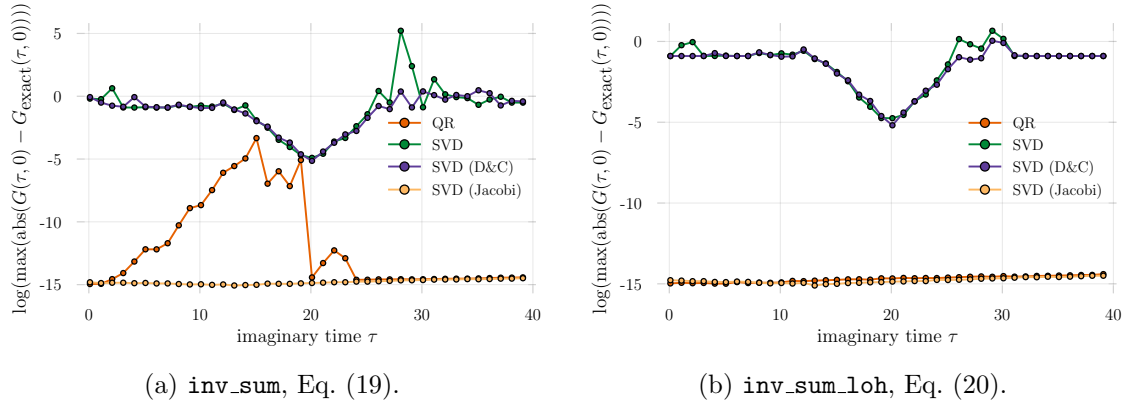 log(max(abs(G(τ, 0) − G_exact(τ, 0))))
5
0
-5
-10
-15
QR
SVD
SVD (D&C)
SVD (Jacobi)
0 10 20 30 40
imaginary time τ
(a) inv_sum, Eq. (19).
log(max(abs(G(τ, 0) − G_exact(τ, 0))))
0
-5
-10
-15
QR
SVD
SVD (D&C)
SVD (Jacobi)
0 10 20 30 40
imaginary time τ
(b) inv_sum_loh, Eq. (20).